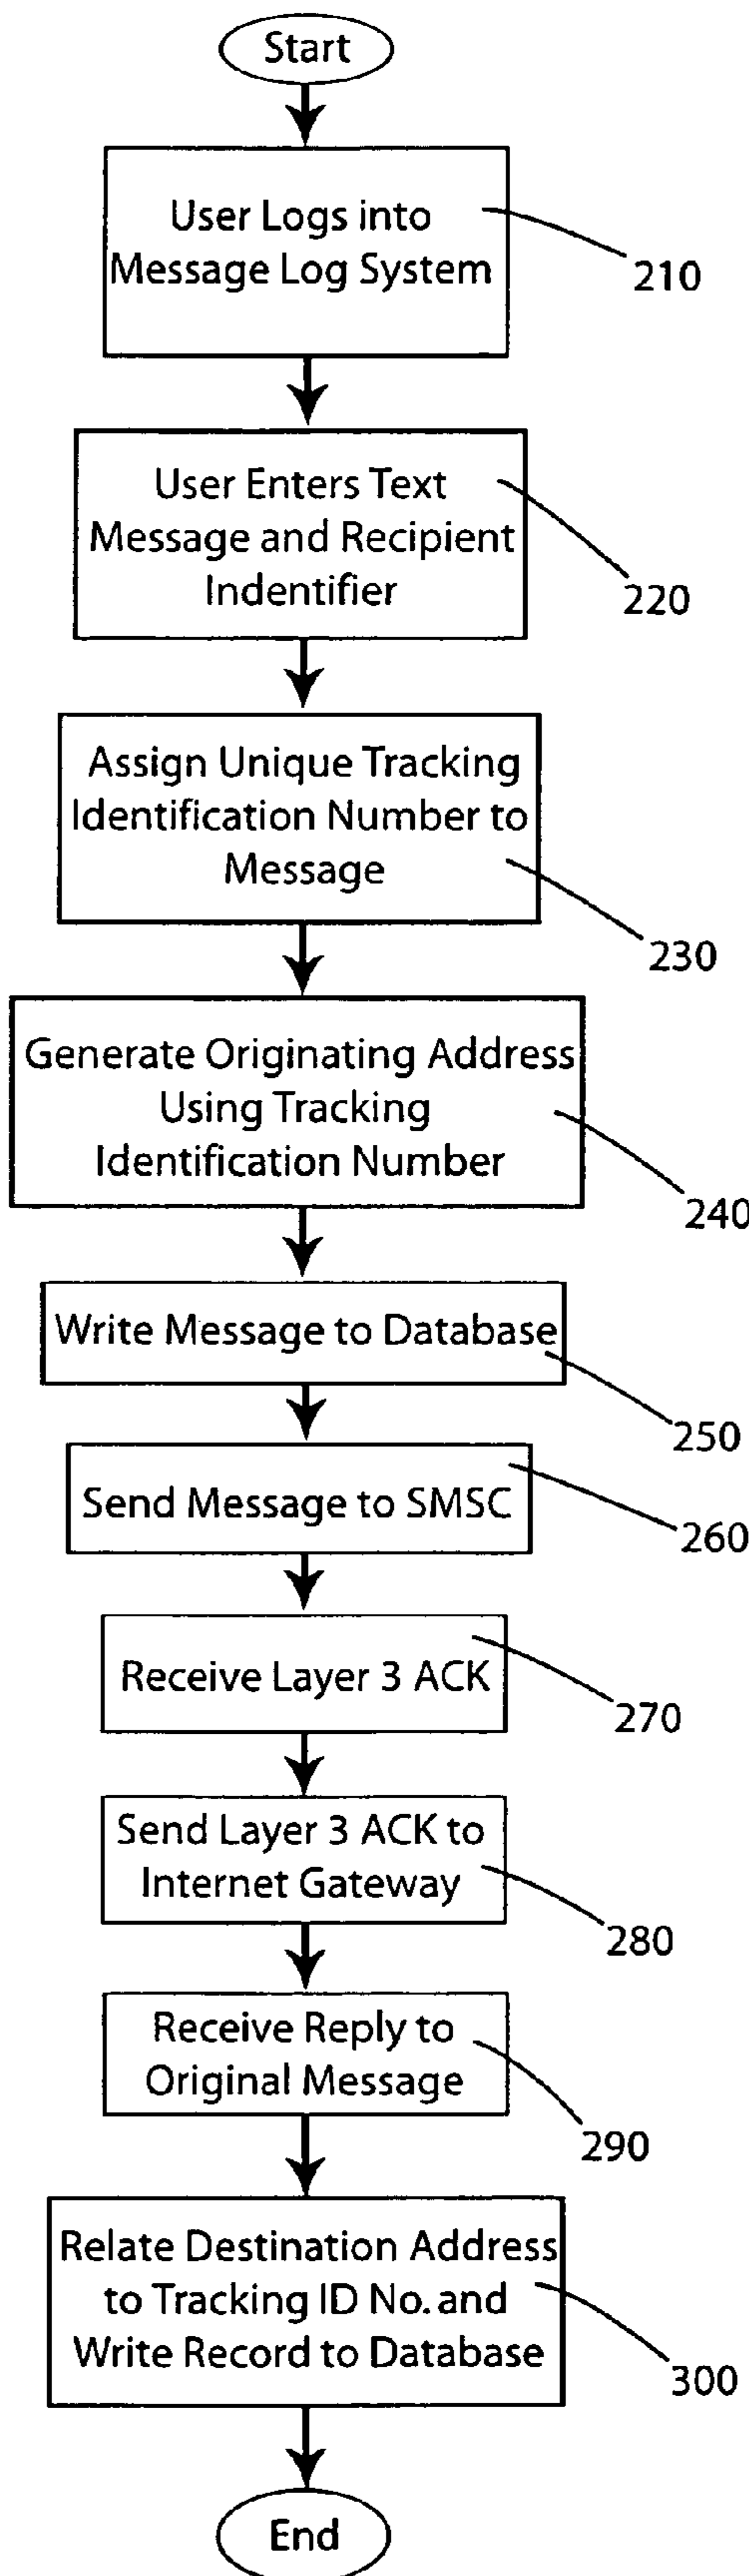 Start
User Logs into
Message Log System
210
User Enters Text
Message and Recipient
Indentifier
220
Assign Unique Tracking
Identification Number to
Message
230
Generate Originating Address
Using Tracking
Identification Number
240
Write Message to Database
250
Send Message to SMSC
260
Receive Layer 3 ACK
270
Send Layer 3 ACK to
Internet Gateway
280
Receive Reply to
Original Message
290
Relate Destination Address
to Tracking ID No. and
Write Record to Database
300
End